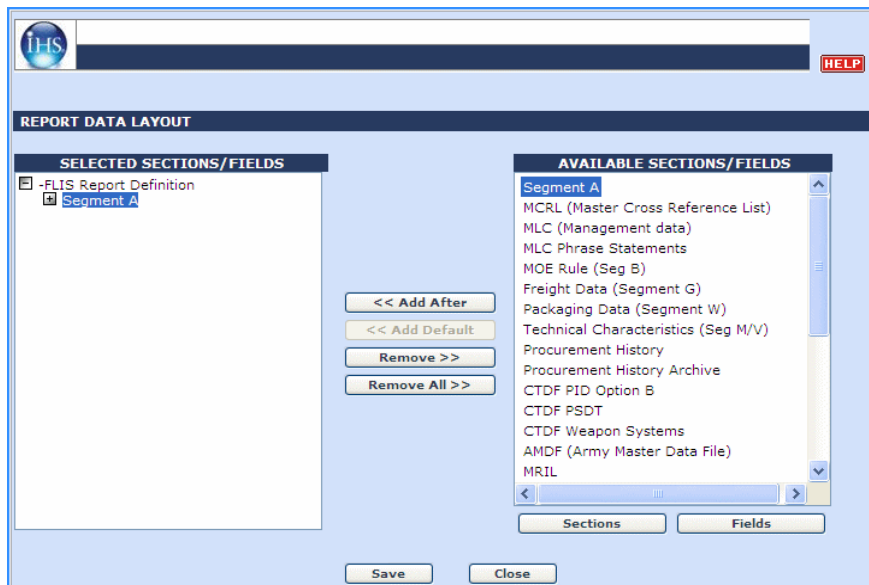 iHS
HELP
REPORT DATA LAYOUT
SELECTED SECTIONS/FIELDS
-FLIS Report Definition
Segment A
<< Add After
<< Add Default
Remove >>
Remove All >>
AVAILABLE SECTIONS/FIELDS
Segment A
MCRL (Master Cross Reference List)
MLC (Management data)
MLC Phrase Statements
MOE Rule (Seg B)
Freight Data (Segment G)
Packaging Data (Segment W)
Technical Characteristics (Seg M/V)
Procurement History
Procurement History Archive
CTDF PID Option B
CTDF PSDT
CTDF Weapon Systems
AMDF (Army Master Data File)
MRIL
Sections Fields
Save Close